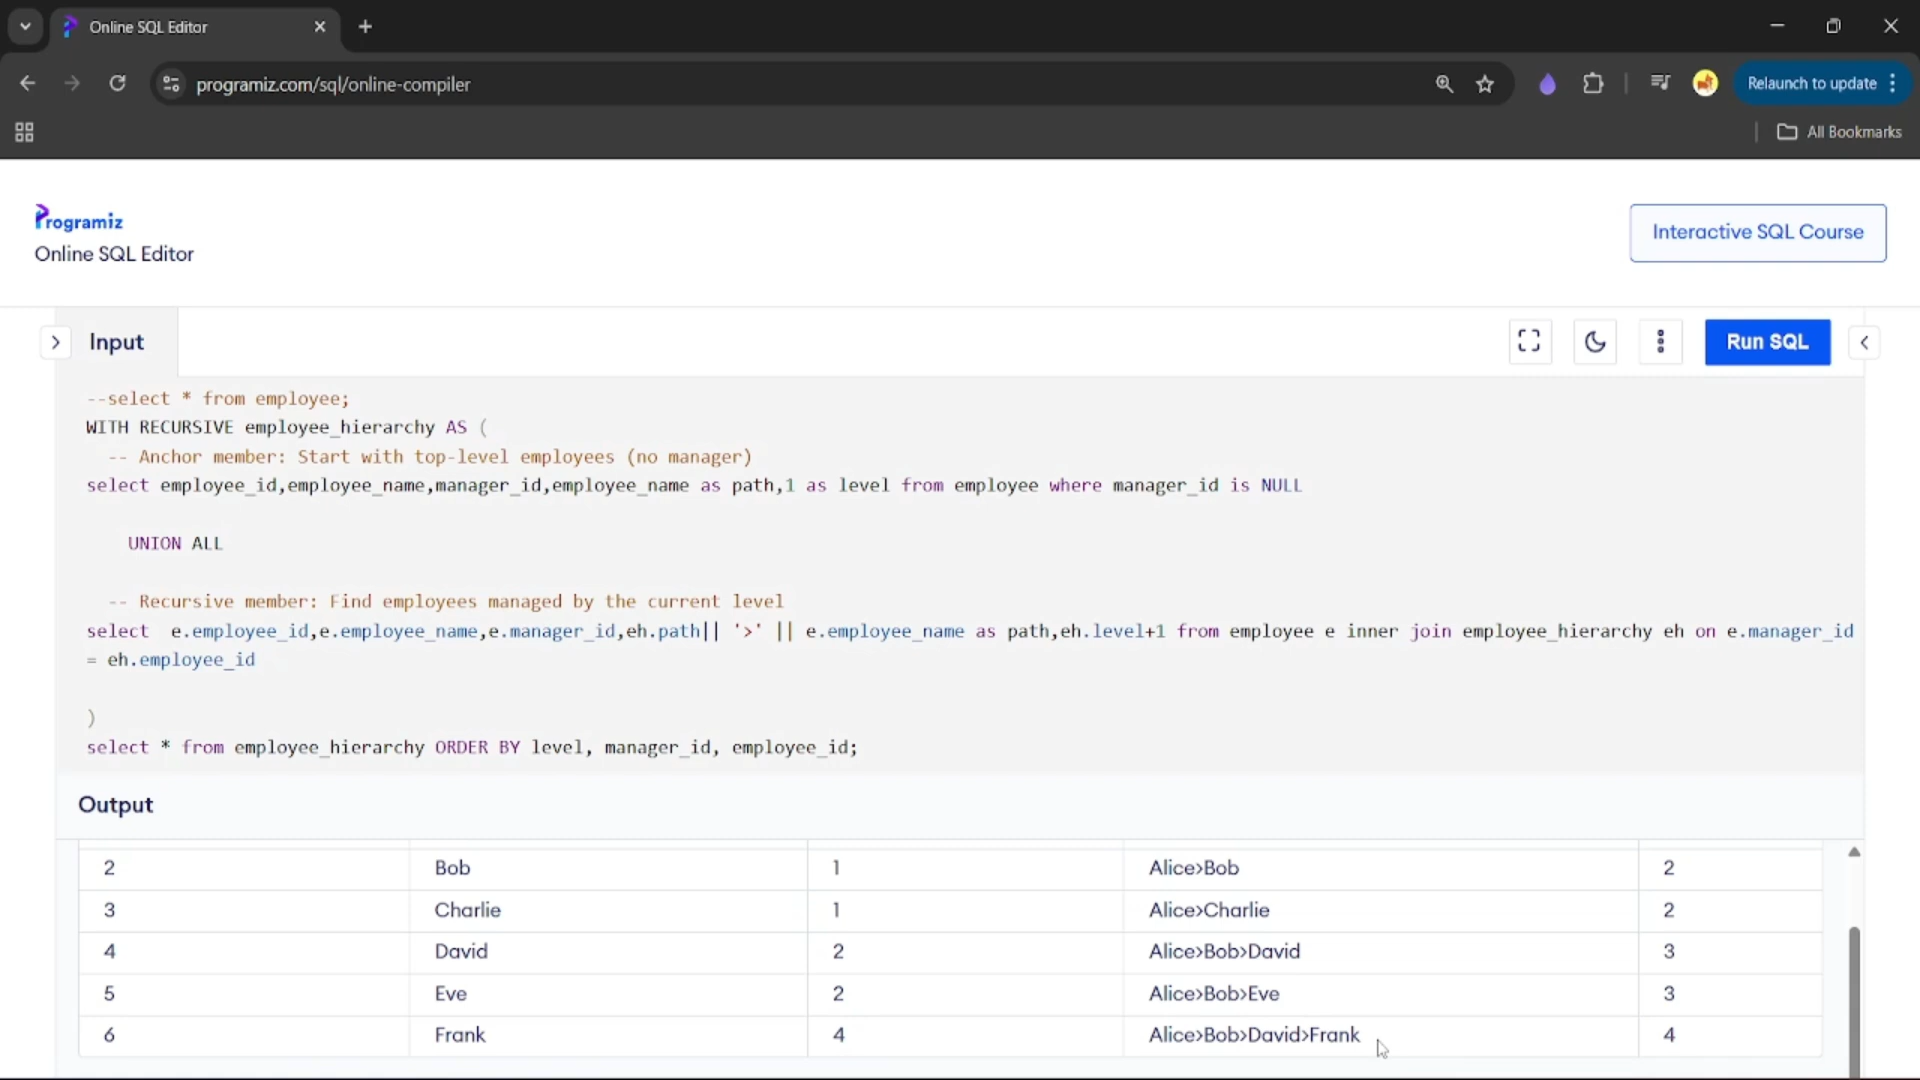 Online SQL Editor
programiz.com/sql/online-compiler
Relaunch to update
All Bookmarks
Programiz
Online SQL Editor
Interactive SQL Course
Input
Run SQL
--select * from employee;
WITH RECURSIVE employee_hierarchy AS (
-- Anchor member: Start with top-level employees (no manager)
select employee_id,employee_name,manager_id,employee_name as path,1 as level from employee where manager_id is NULL
UNION ALL
-- Recursive member: Find employees managed by the current level
select  e.employee_id,e.employee_name,e.manager_id,eh.path|| '>' || e.employee_name as path,eh.level+1 from employee e inner join employee_hierarchy eh on e.manager_id
= eh.employee_id
)
select * from employee_hierarchy ORDER BY level, manager_id, employee_id;
Output
2 Bob 1 Alice>Bob 2
3 Charlie 1 Alice>Charlie 2
4 David 2 Alice>Bob>David 3
5 Eve 2 Alice>Bob>Eve 3
6 Frank 4 Alice>Bob>David>Frank 4